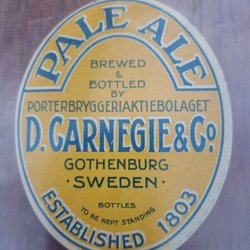 PALE ALE
BREWED
&
BOTTLED
BY
PORTERBRYGGERIAKTIEBOLAGET
D. CARNEGIE & Co
GOTHENBURG
· SWEDEN ·
BOTTLES
TO BE KEPT STANDING
ESTABLISHED 1803